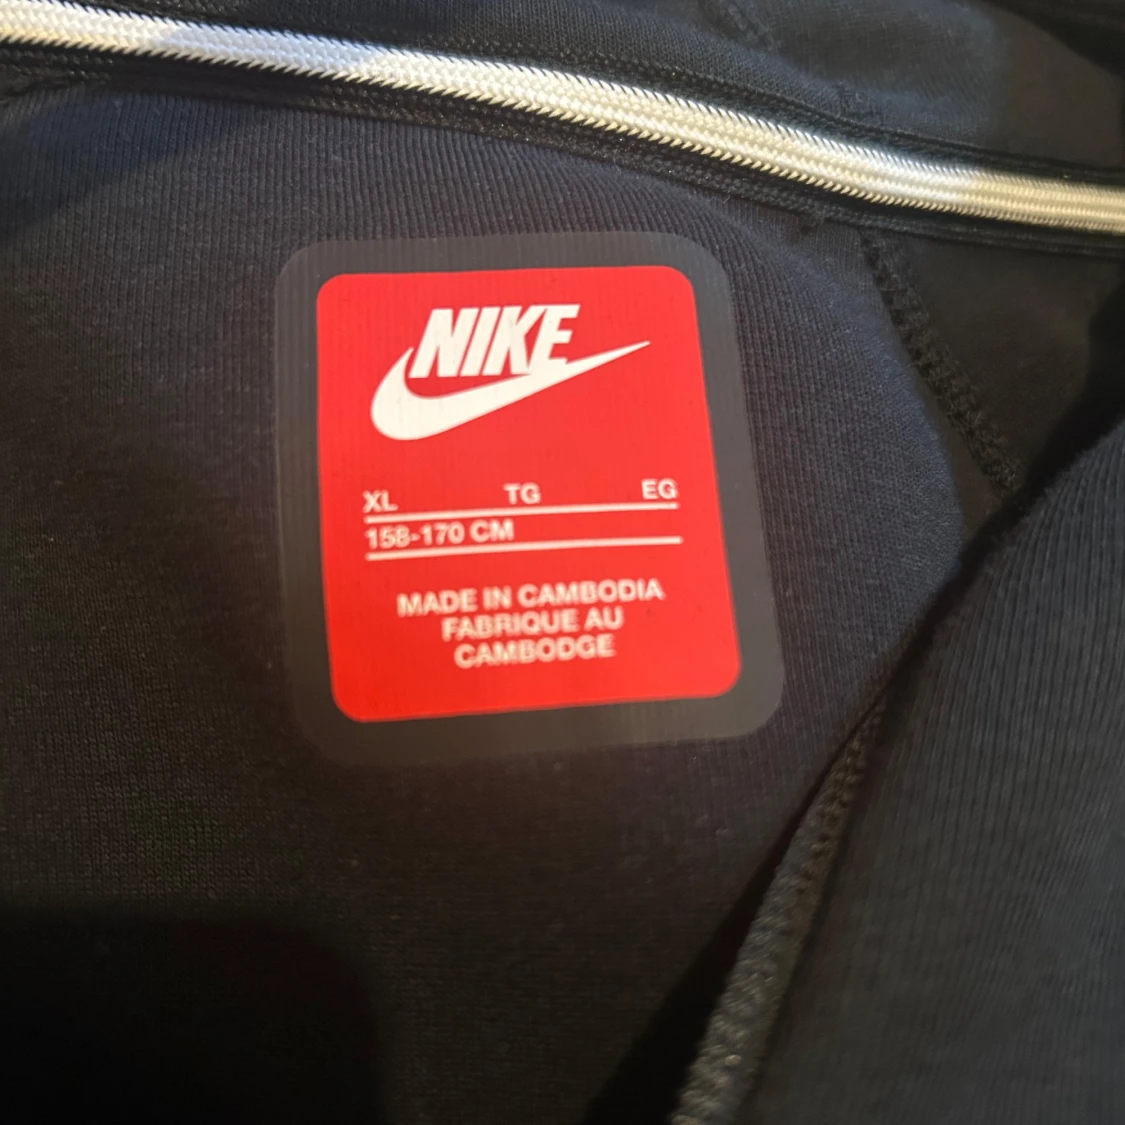 NIKE
XL TG EG
158-170 CM
MADE IN CAMBODIA
FABRIQUE AU
CAMBODGE